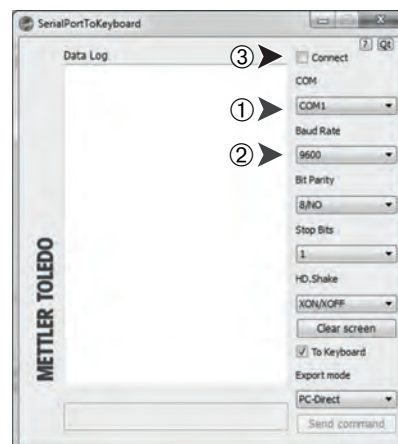 SerialPortToKeyboard
? Qt
Data Log
③ Connect
COM
① COM1
Baud Rate
② 9600
Bit Parity
8/NO
Stop Bits
1
HD.Shake
XON/XOFF
Clear screen
To Keyboard
Export mode
PC-Direct
Send command
METTLER TOLEDO